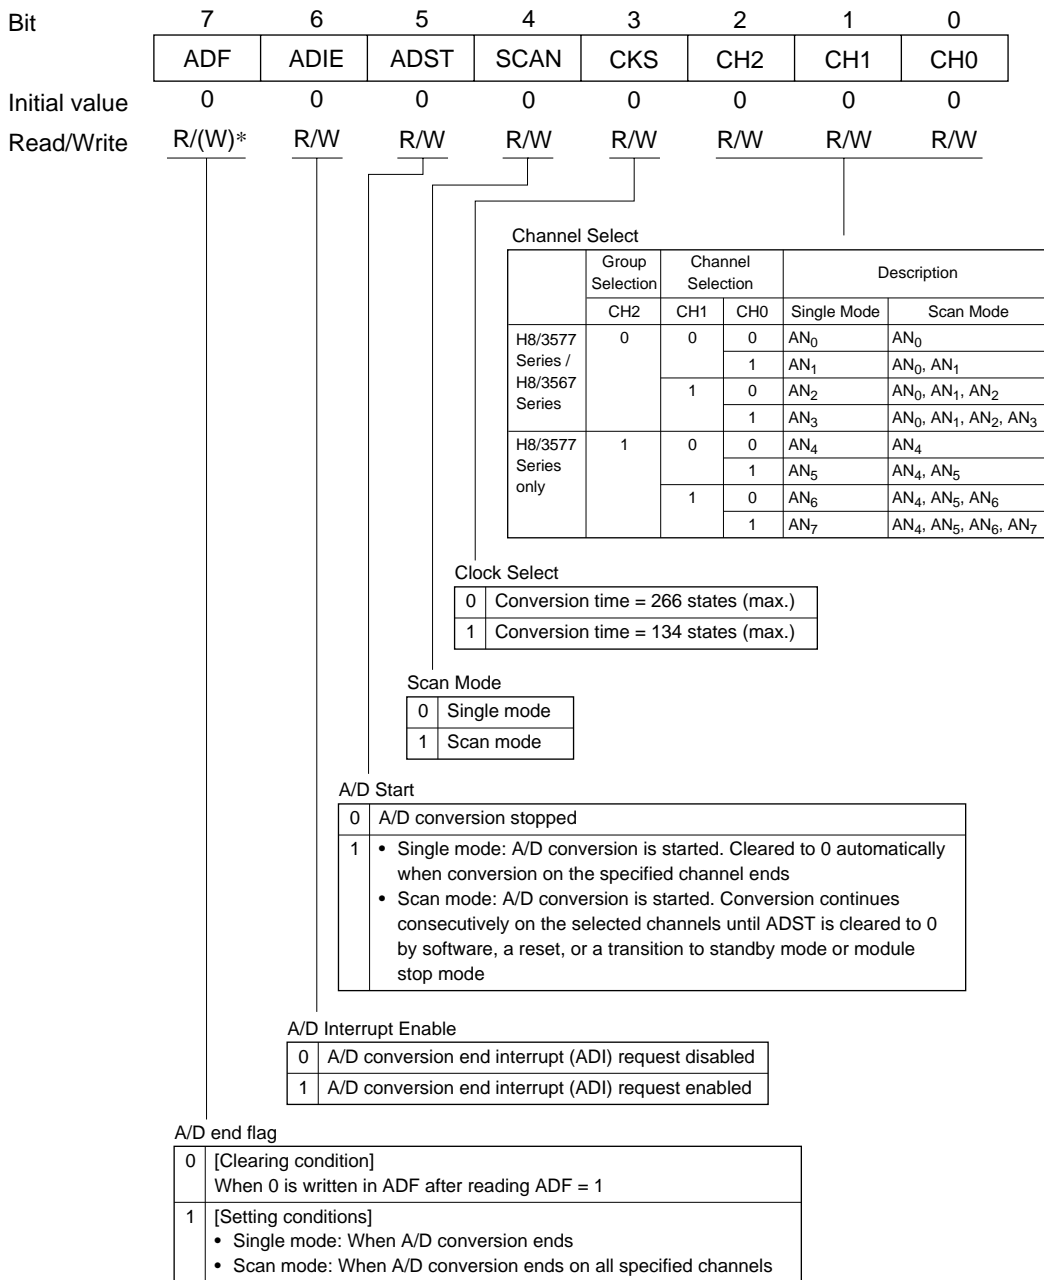 Bit 7 6 5 4 3 2 1 0
ADF ADIE ADST SCAN CKS CH2 CH1 CH0
Initial value 0 0 0 0 0 0 0 0
Read/Write R/(W)* R/W R/W R/W R/W R/W R/W R/W
Channel Select
Group Selection Channel Selection Description
CH2 CH1 CH0 Single Mode Scan Mode
H8/3577 Series / H8/3567 Series 0 0 0 AN0 AN0
1 AN1 AN0, AN1
1 0 AN2 AN0, AN1, AN2
1 AN3 AN0, AN1, AN2, AN3
H8/3577 Series only 1 0 0 AN4 AN4
1 AN5 AN4, AN5
1 0 AN6 AN4, AN5, AN6
1 AN7 AN4, AN5, AN6, AN7
Clock Select
0 Conversion time = 266 states (max.)
1 Conversion time = 134 states (max.)
Scan Mode
0 Single mode
1 Scan mode
A/D Start
0 A/D conversion stopped
1 • Single mode: A/D conversion is started. Cleared to 0 automatically
when conversion on the specified channel ends
• Scan mode: A/D conversion is started. Conversion continues
consecutively on the selected channels until ADST is cleared to 0
by software, a reset, or a transition to standby mode or module
stop mode
A/D Interrupt Enable
0 A/D conversion end interrupt (ADI) request disabled
1 A/D conversion end interrupt (ADI) request enabled
A/D end flag
0 [Clearing condition]
When 0 is written in ADF after reading ADF = 1
1 [Setting conditions]
• Single mode: When A/D conversion ends
• Scan mode: When A/D conversion ends on all specified channels